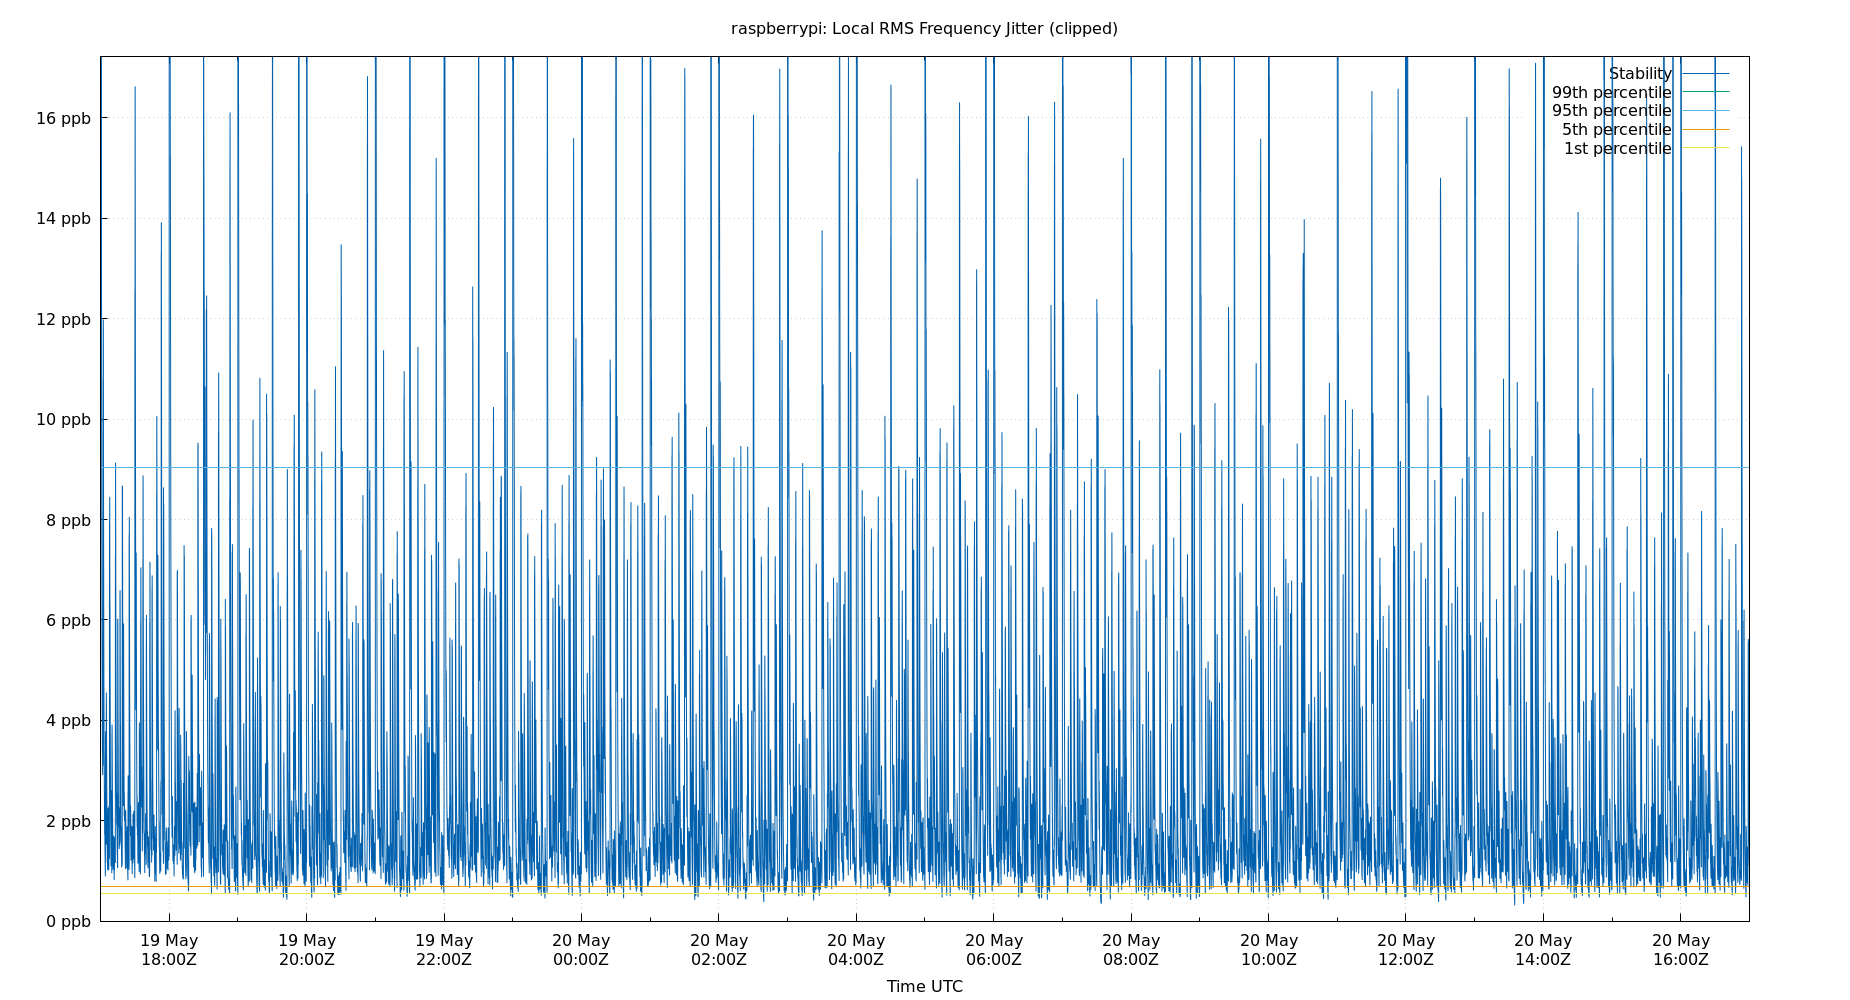 raspberrypi: Local RMS Frequency Jitter (clipped)
Stability
99th percentile
95th percentile
5th percentile
1st percentile
16 ppb
14 ppb
12 ppb
10 ppb
8 ppb
6 ppb
4 ppb
2 ppb
0 ppb
19 May 19 May 19 May 20 May 20 May 20 May 20 May 20 May 20 May 20 May 20 May 20 May
18:00Z 20:00Z 22:00Z 00:00Z 02:00Z 04:00Z 06:00Z 08:00Z 10:00Z 12:00Z 14:00Z 16:00Z
Time UTC